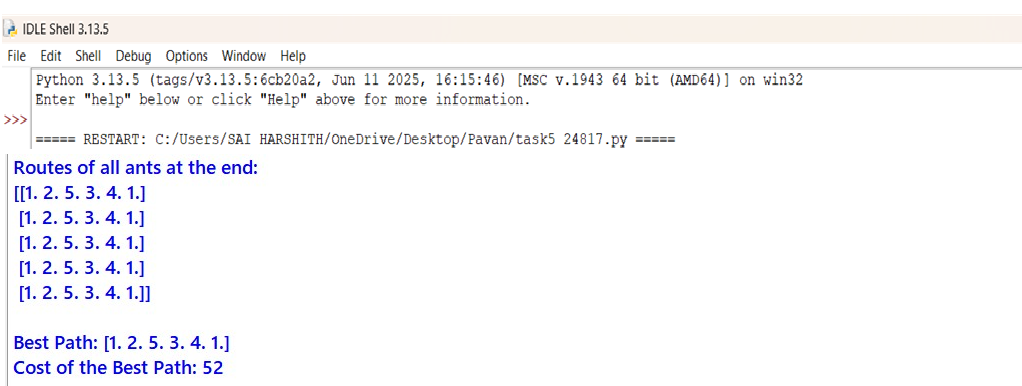 IDLE Shell 3.13.5
File Edit Shell Debug Options Window Help
Python 3.13.5 (tags/v3.13.5:6cb20a2, Jun 11 2025, 16:15:46) [MSC v.1943 64 bit (AMD64)] on win32
Enter "help" below or click "Help" above for more information.
>>>
===== RESTART: C:/Users/SAI HARSHITH/OneDrive/Desktop/Pavan/task5 24817.py =====
Routes of all ants at the end:
[[1. 2. 5. 3. 4. 1.]
[1. 2. 5. 3. 4. 1.]
[1. 2. 5. 3. 4. 1.]
[1. 2. 5. 3. 4. 1.]
[1. 2. 5. 3. 4. 1.]]
Best Path: [1. 2. 5. 3. 4. 1.]
Cost of the Best Path: 52